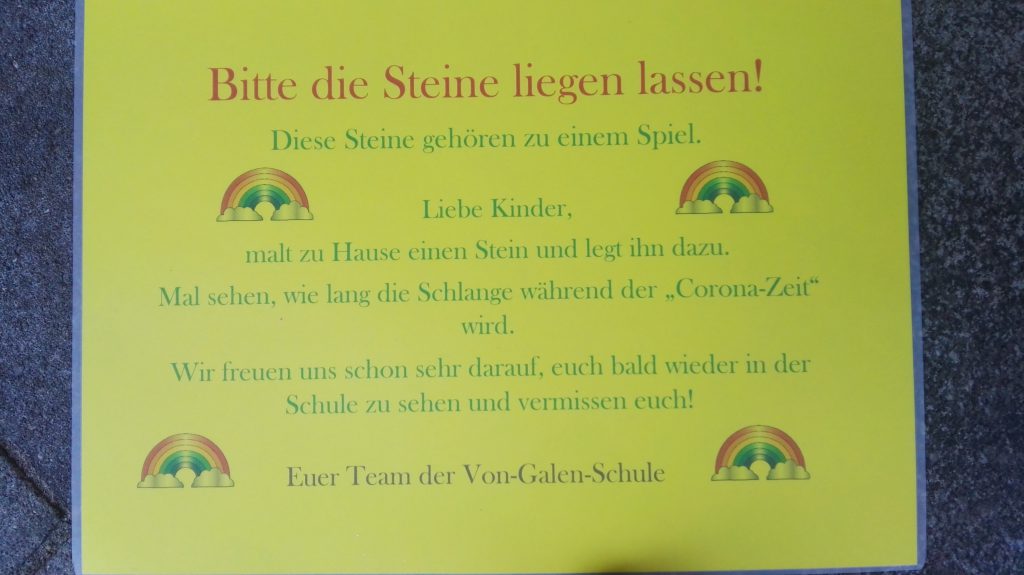 Bitte die Steine liegen lassen!
Diese Steine gehören zu einem Spiel.
Liebe Kinder,
malt zu Hause einen Stein und legt ihn dazu.
Mal sehen, wie lang die Schlange während der „Corona-Zeit“
wird.
Wir freuen uns schon sehr darauf, euch bald wieder in der
Schule zu sehen und vermissen euch!
Euer Team der Von-Galen-Schule